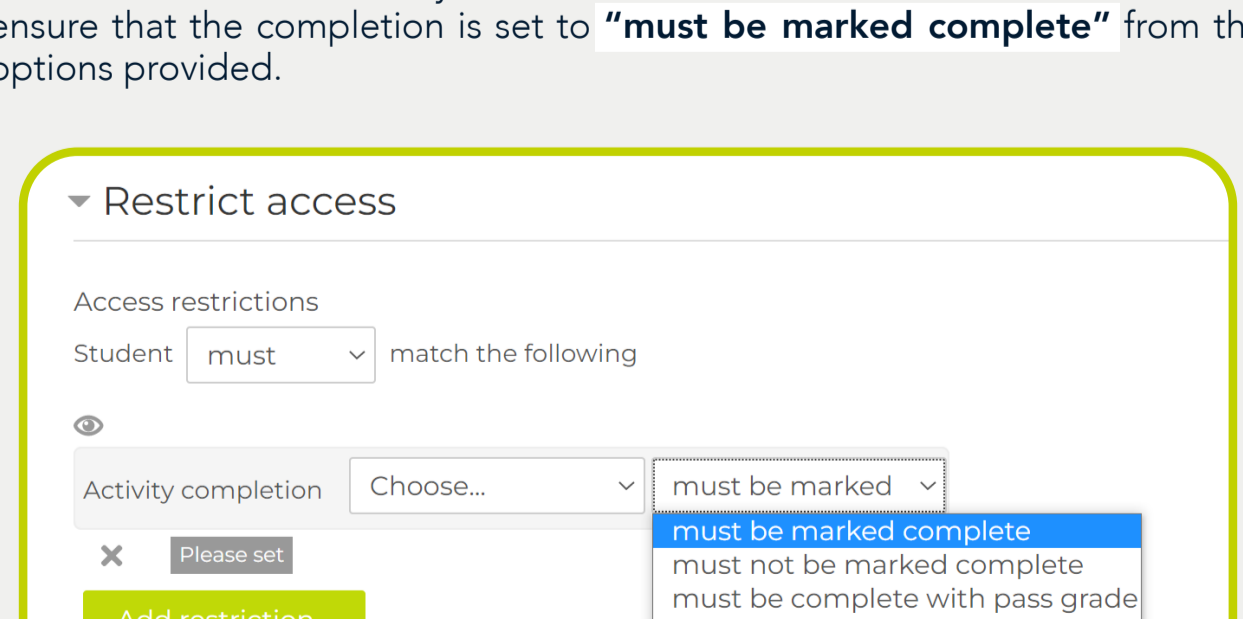 ensure that the completion is set to “must be marked complete” from
options provided.
Restrict access
Access restrictions
Student must match the following
Activity completion Choose... must be marked
must be marked complete
Please set
must not be marked complete
must be complete with pass grade
Add restriction